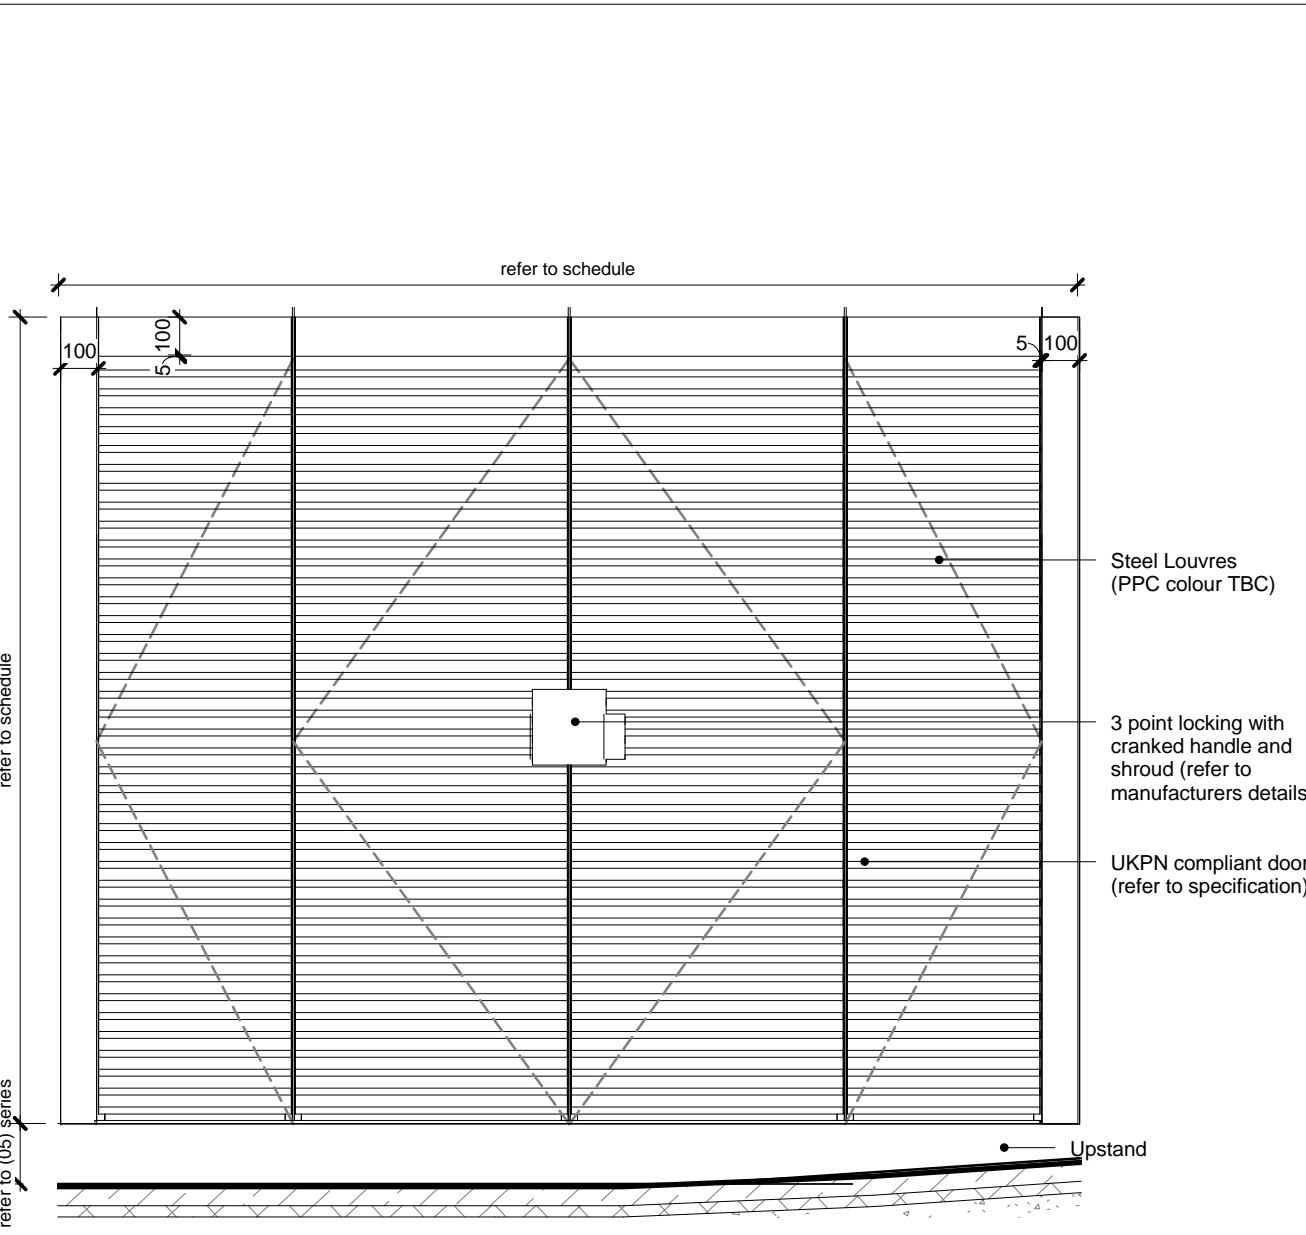 refer to schedule
100
5
100
5
100
refer to schedule
Steel Louvres
(PPC colour TBC)
3 point locking with
cranked handle and
shroud (refer to
manufacturers details
UKPN compliant door
(refer to specification)
Upstand
refer to (05) series